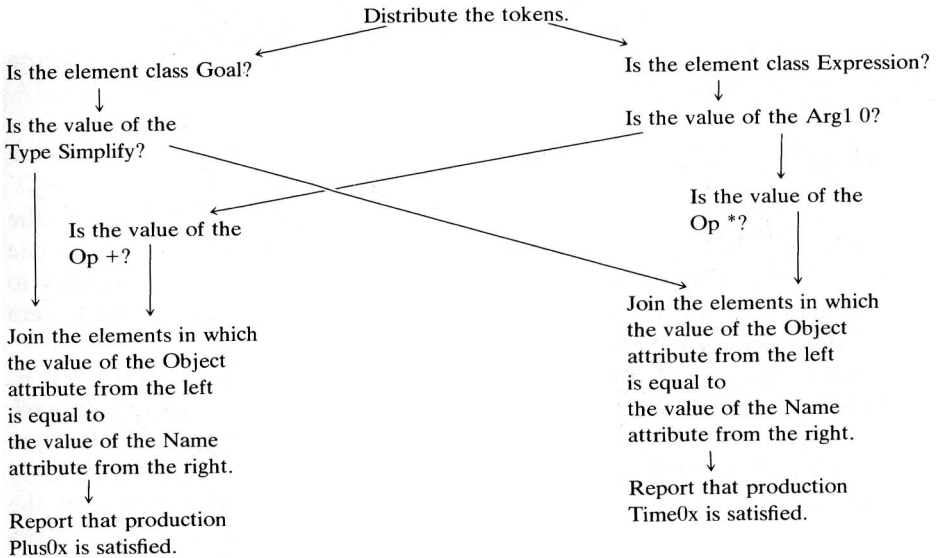 Distribute the tokens.
Is the element class Goal?
Is the element class Expression?
Is the value of the
Type Simplify?
Is the value of the Arg1 0?
Is the value of the
Op +?
Is the value of the
Op *?
Join the elements in which
the value of the Object
attribute from the left
is equal to
the value of the Name
attribute from the right.
Join the elements in which
the value of the Object
attribute from the left
is equal to
the value of the Name
attribute from the right.
Report that production
Plus0x is satisfied.
Report that production
Time0x is satisfied.